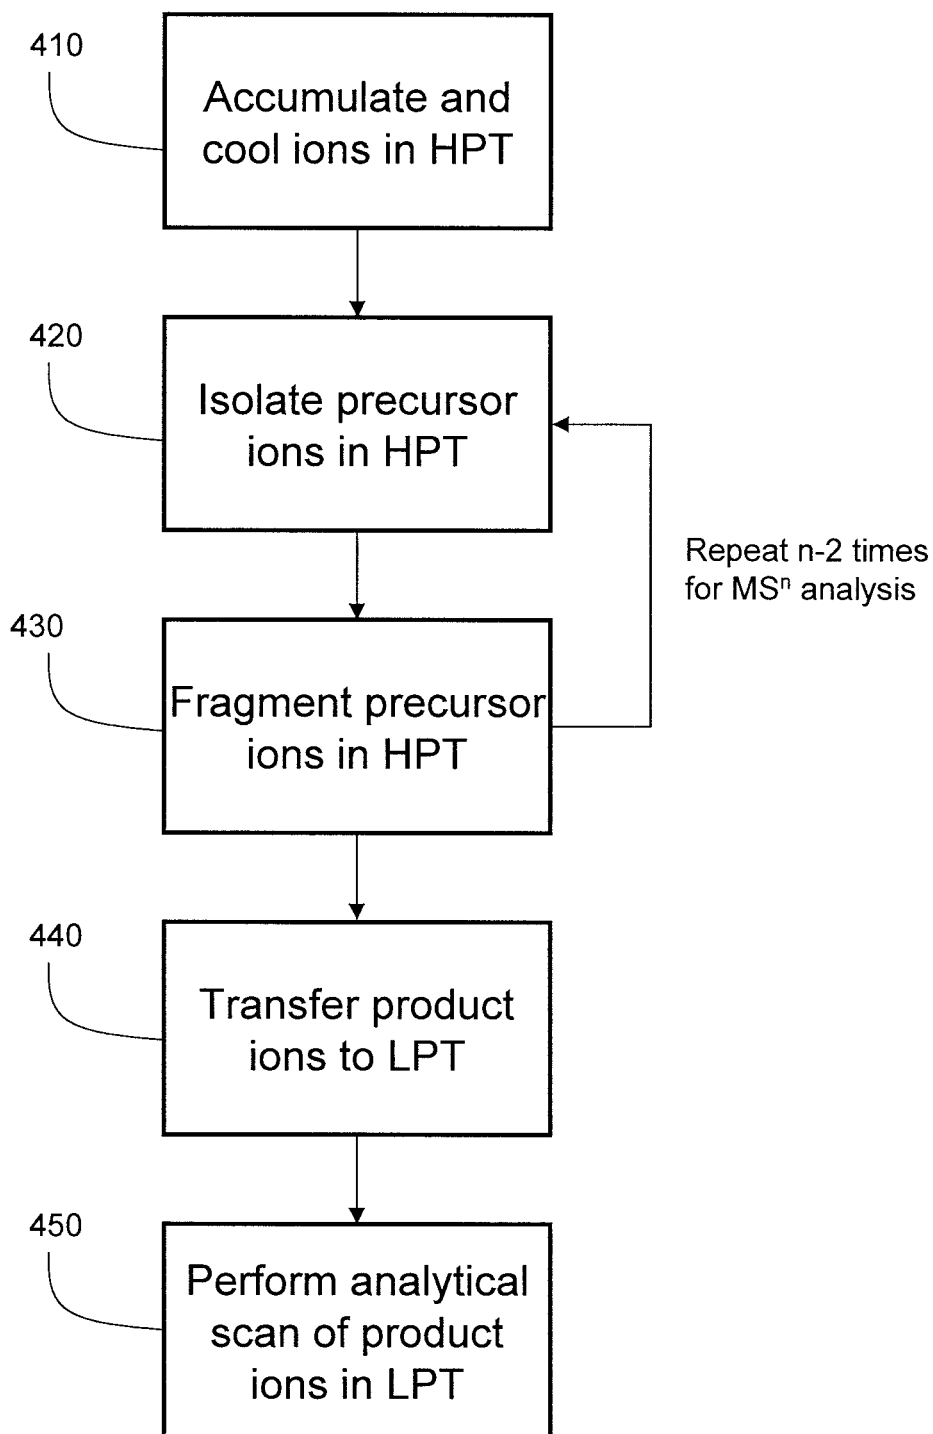 410
Accumulate and
cool ions in HPT
420
Isolate precursor
ions in HPT
Repeat n-2 times
for MSⁿ analysis
430
Fragment precursor
ions in HPT
440
Transfer product
ions to LPT
450
Perform analytical
scan of product
ions in LPT